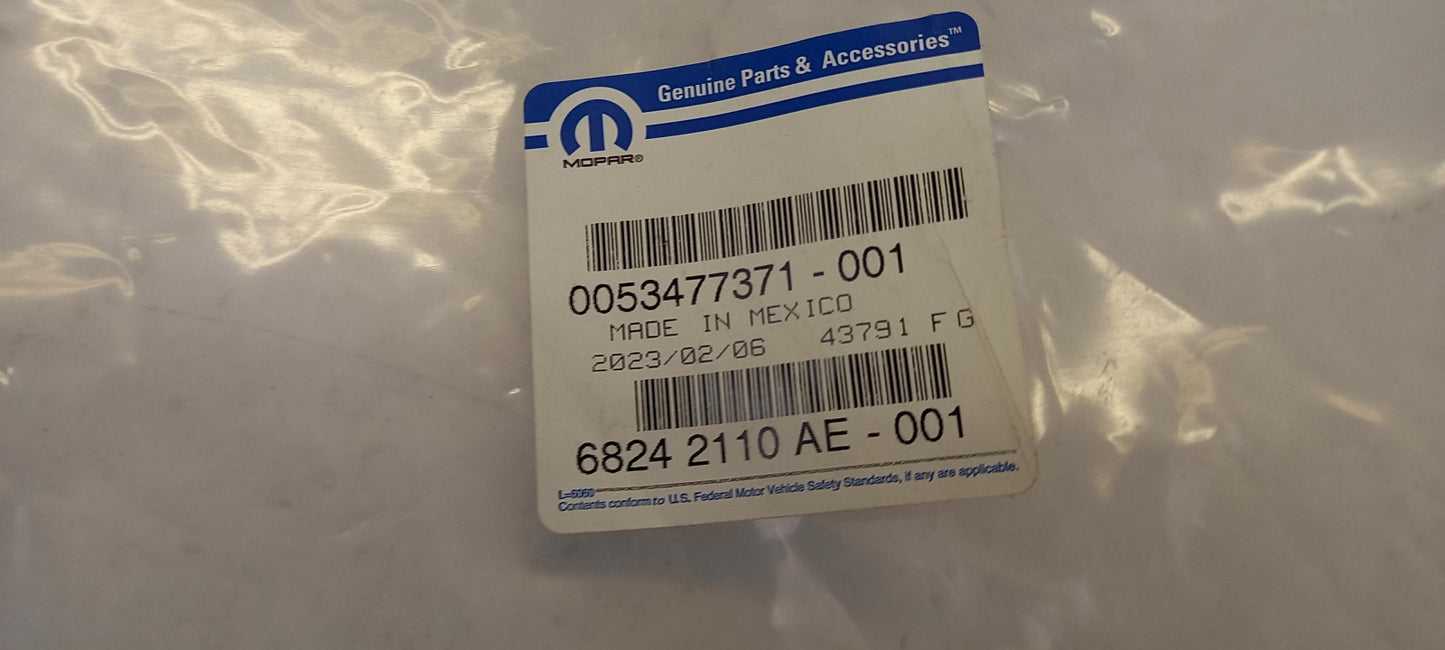 Genuine Parts & Accessories™
MOPAR®
0053477371 - 001
MADE IN MEXICO
2023/02/06 43791 FG
6824 2110 AE - 001
L-6060
Contents conform to U.S. Federal Motor Vehicle Safety Standards, if any are applicable.